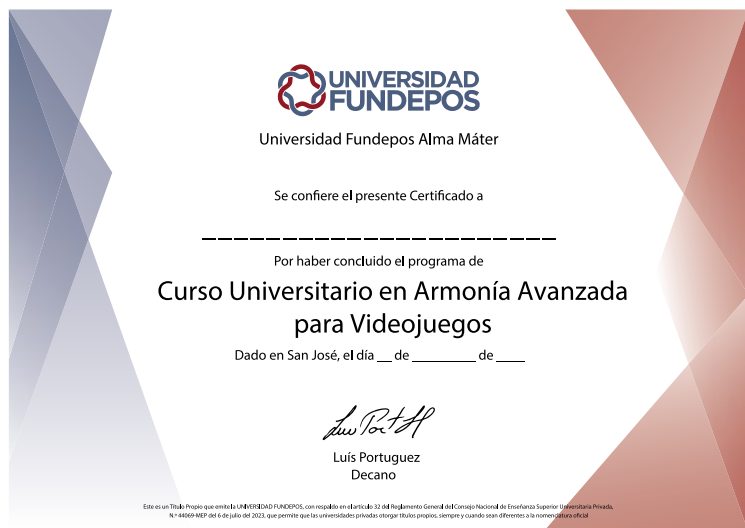 UNIVERSIDAD
FUNDEPOS
Universidad Fundepos Alma Máter
Se confiere el presente Certificado a
_______________________
Por haber concluido el programa de
Curso Universitario en Armonía Avanzada
para Videojuegos
Dado en San José, el día __ de ________ de ____
Luís Portuguez
Decano
Este es un Título Propio que emite la UNIVERSIDAD FUNDEPOS, con respaldo en el artículo 32 del Reglamento General del Consejo Nacional de Enseñanza Superior Universitaria Privada,
N.º 44069-MEP del 6 de julio del 2023, que permite que las universidades privadas otorgar títulos propios, siempre y cuando sean diferentes a la nomenclatura oficial